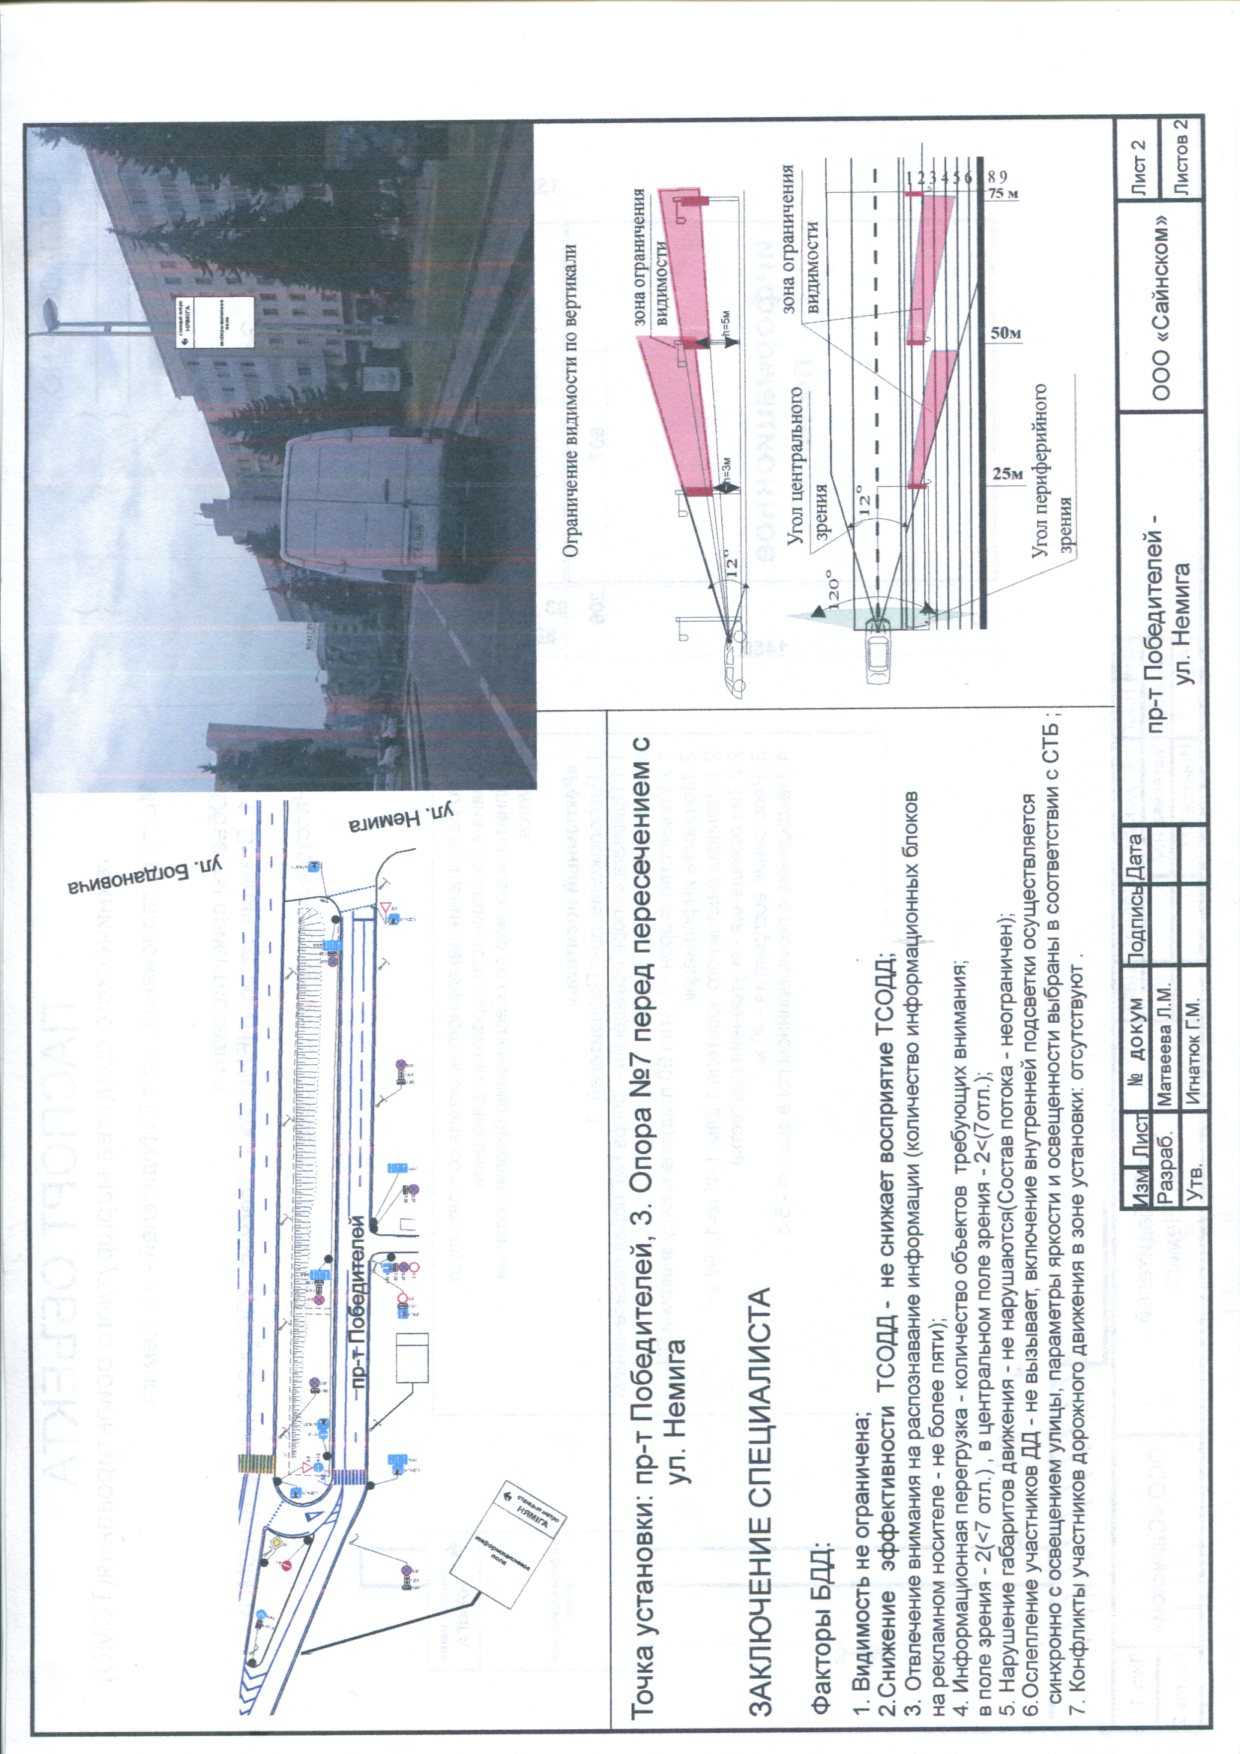 ул. Богдановича
ул. Немига
пр-т Победителей
станция метро
НЯМІГА
информационное
поле
станция метро
НЯМІГА
информационное
поле
Ограничение видимости по вертикали
зона ограничения
видимости
h=5м
h=3м
12°
Угол центрального
зрения
зона ограничения
видимости
120°
12°
1 2 3 4 5 6 8 9
25м
50м
75 м
Угол периферийного
зрения
Точка установки: пр-т Победителей, 3. Опора №7 перед пересечением с
ул. Немига
ЗАКЛЮЧЕНИЕ СПЕЦИАЛИСТА
Факторы БДД:
1. Видимость не ограничена;
2.Снижение эффективности ТСОДД - не снижает восприятие ТСОДД;
3. Отвлечение внимания на распознавание информации (количество информационных блоков
на рекламном носителе - не более пяти);
4. Информационная перегрузка - количество объектов требующих внимания:
в поле зрения - 2(<7 отл.) , в центральном поле зрения - 2<(7отл.);
5. Нарушение габаритов движения - не нарушаются(Состав потока - неограничен);
6.Ослепление участников ДД - не вызывает, включение внутренней подсветки осуществляется
синхронно с освещением улицы, параметры яркости и освещенности выбраны в соответствии с СТБ ;
7. Конфликты участников дорожного движения в зоне установки: отсутствуют .
Изм Лист № докум Подпись Дата
Разраб. Матвеева Л.М.
Утв. Игнатюк Г.М.
пр-т Победителей -
ул. Немига
ООО «Сайнском»
Лист 2
Листов 2